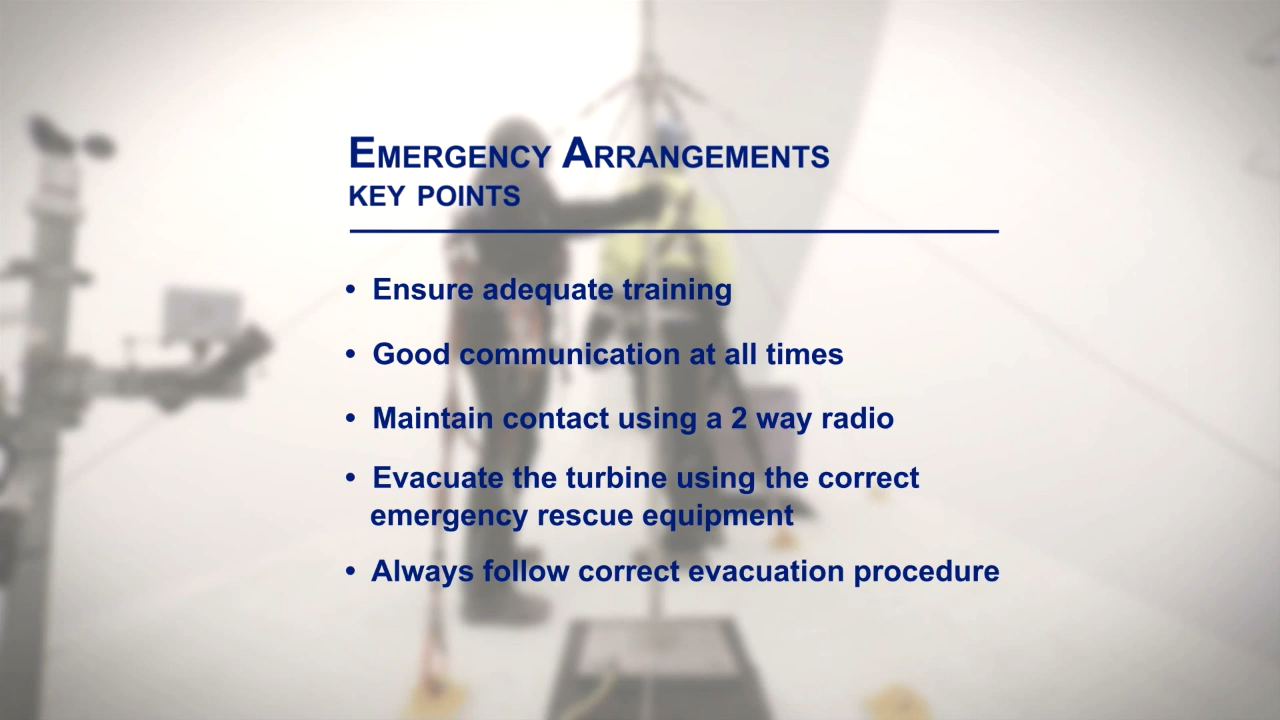 Emergency Arrangements
key points
• Ensure adequate training
• Good communication at all times
• Maintain contact using a 2 way radio
• Evacuate the turbine using the correct
emergency rescue equipment
• Always follow correct evacuation procedure